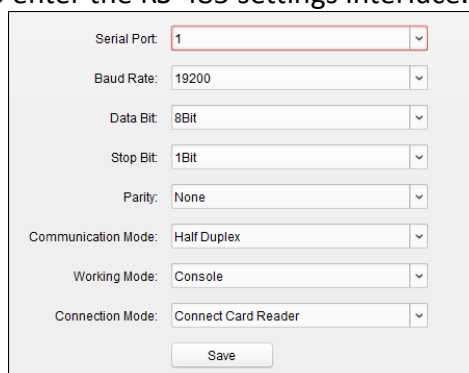 enter the RS-485 settings interface.
Serial Port: 1
Baud Rate: 19200
Data Bit: 8Bit
Stop Bit: 1Bit
Parity: None
Communication Mode: Half Duplex
Working Mode: Console
Connection Mode: Connect Card Reader
Save